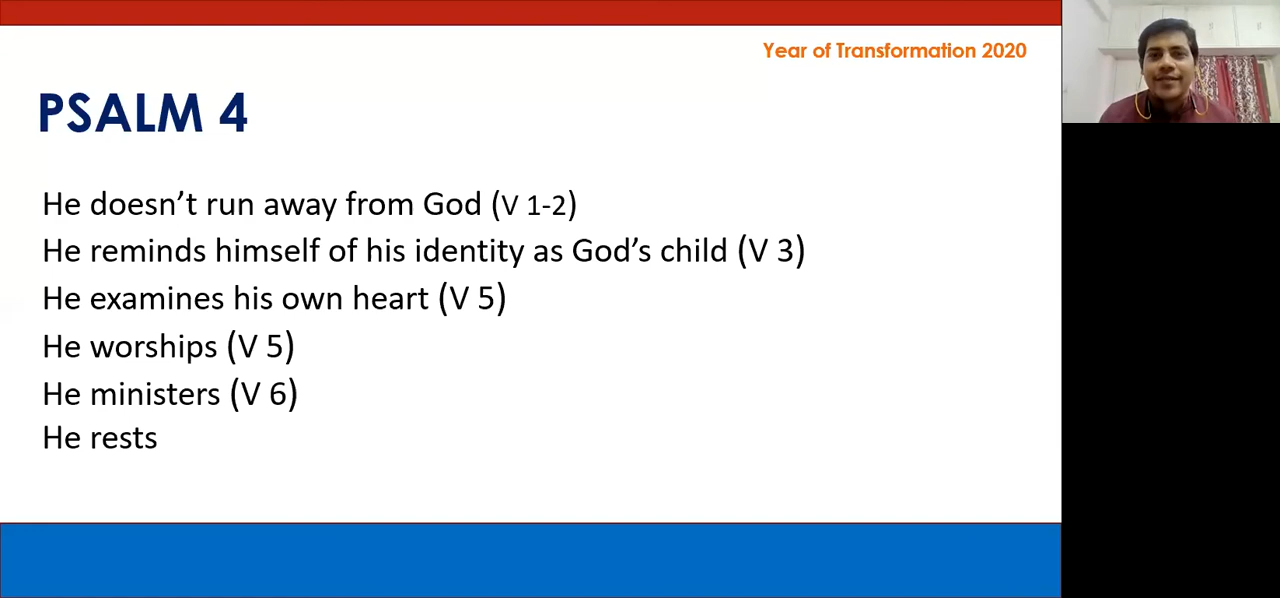 Year of Transformation 2020
PSALM 4
He doesn’t run away from God (V 1-2)
He reminds himself of his identity as God’s child (V 3)
He examines his own heart (V 5)
He worships (V 5)
He ministers (V 6)
He rests